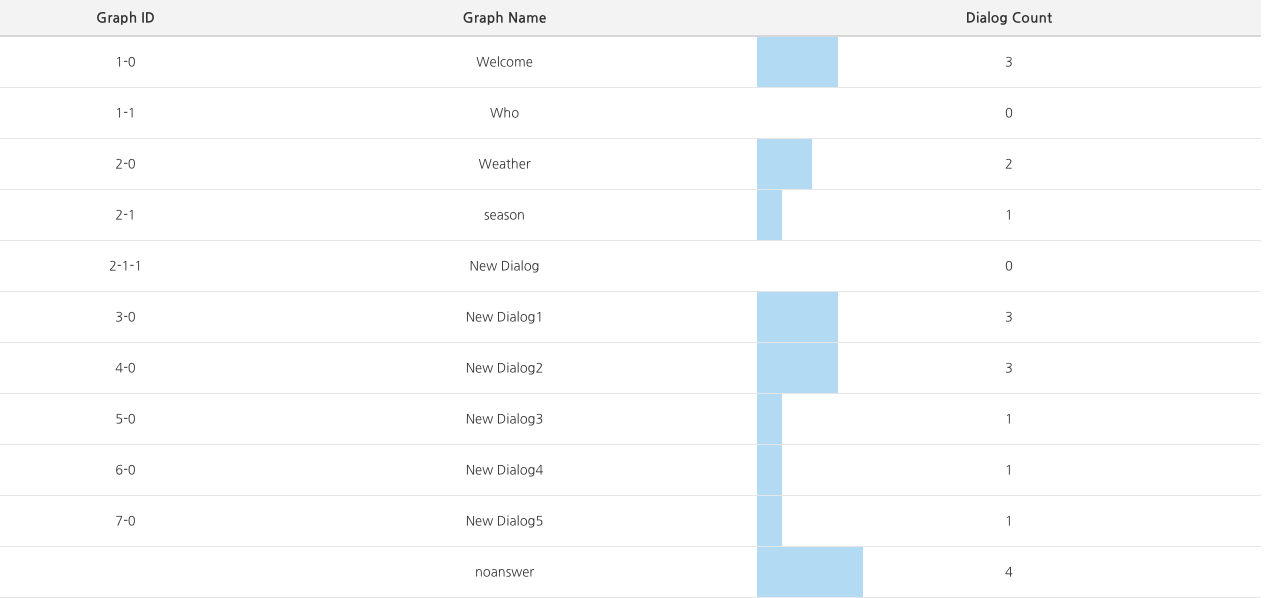 Graph ID Graph Name Dialog Count
1-0 Welcome 3
1-1 Who 0
2-0 Weather 2
2-1 season 1
2-1-1 New Dialog 0
3-0 New Dialog1 3
4-0 New Dialog2 3
5-0 New Dialog3 1
6-0 New Dialog4 1
7-0 New Dialog5 1
noanswer 4